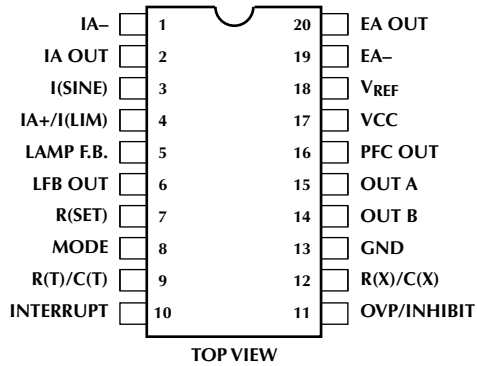 IA– 1 20 EA OUT
IA OUT 2 19 EA–
I(SINE) 3 18 VREF
IA+/I(LIM) 4 17 VCC
LAMP F.B. 5 16 PFC OUT
LFB OUT 6 15 OUT A
R(SET) 7 14 OUT B
MODE 8 13 GND
R(T)/C(T) 9 12 R(X)/C(X)
INTERRUPT 10 11 OVP/INHIBIT
TOP VIEW